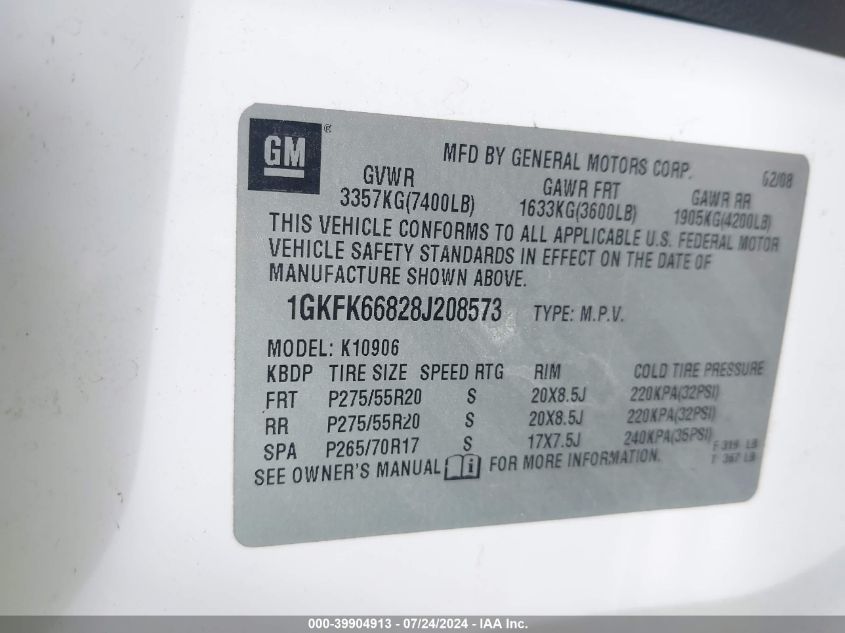 GM ®
MFD BY GENERAL MOTORS CORP. 02/08
GVWR GAWR FRT GAWR RR
3357KG(7400LB) 1633KG(3600LB) 1905KG(4200LB)
THIS VEHICLE CONFORMS TO ALL APPLICABLE U.S. FEDERAL MOTOR
VEHICLE SAFETY STANDARDS IN EFFECT ON THE DATE OF
MANUFACTURE SHOWN ABOVE.
1GKFK66828J208573 TYPE: M.P.V.
MODEL: K10906
KBDP TIRE SIZE SPEED RTG RIM COLD TIRE PRESSURE
FRT P275/55R20 S 20X8.5J 220KPA(32PSI)
RR P275/55R20 S 20X8.5J 220KPA(32PSI)
SPA P265/70R17 S 17X7.5J 240KPA(35PSI)
F 319 LB
T 367 LB
SEE OWNER'S MANUAL i FOR MORE INFORMATION.
000-39904913 - 07/24/2024 - IAA Inc.